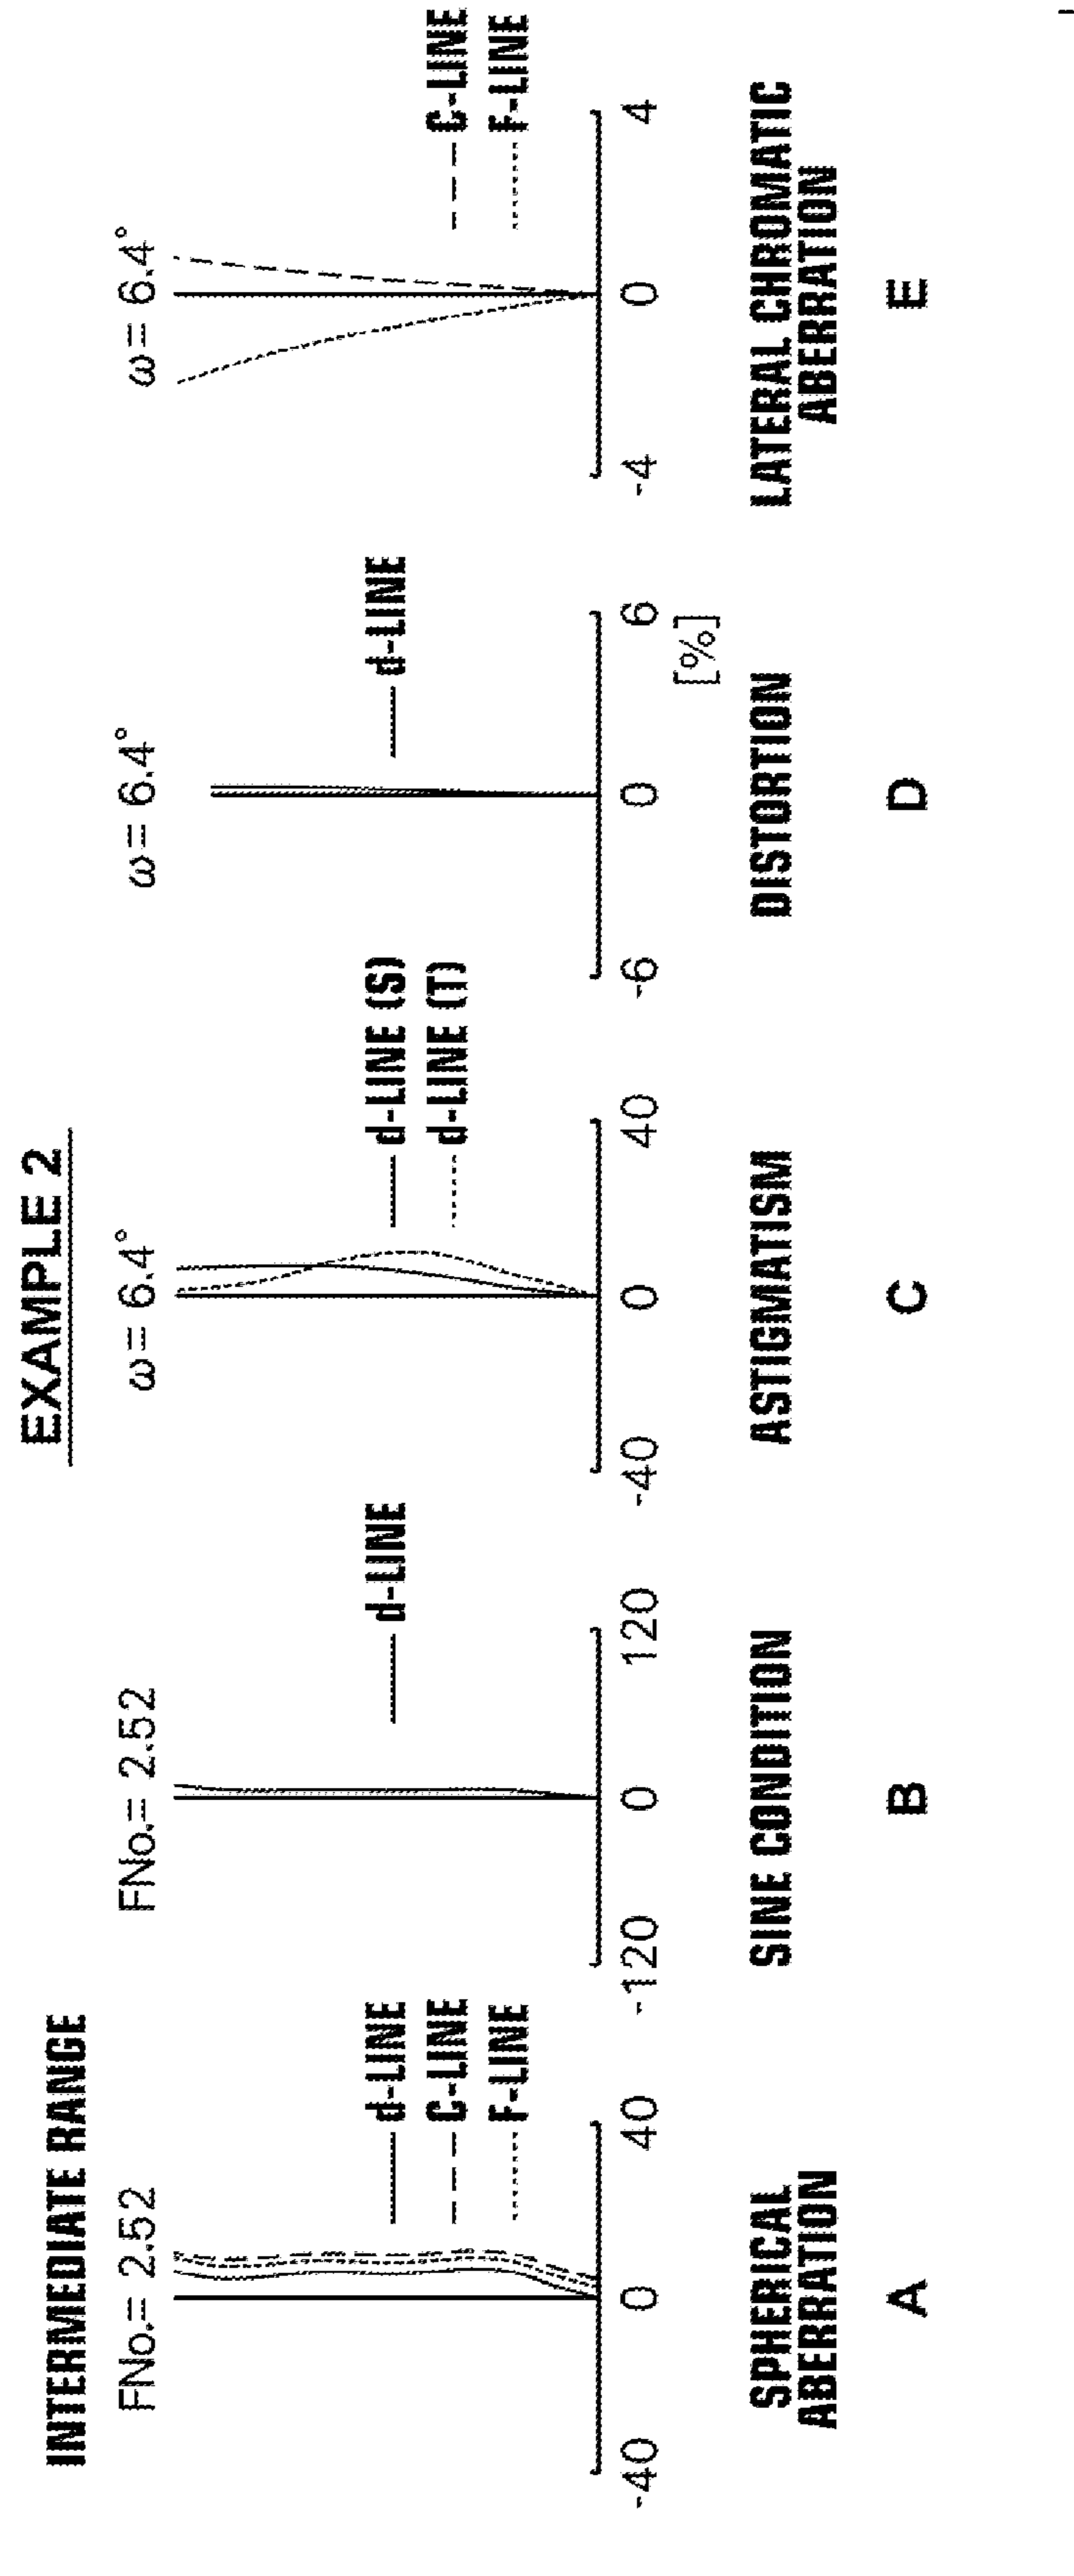 EXAMPLE 2
INTERMEDIATE RANGE
FNo.= 2.52
d-LINE
C-LINE
F-LINE
-40 0 40
SPHERICAL
ABERRATION
A
FNo.= 2.52
d-LINE
-120 0 120
SINE CONDITION
B
ω= 6.4°
d-LINE (S)
d-LINE (T)
-40 0 40
ASTIGMATISM
C
ω= 6.4°
d-LINE
-6 0 6
[%]
DISTORTION
D
ω= 6.4°
C-LINE
F-LINE
-4 0 4
LATERAL CHROMATIC
ABERRATION
E